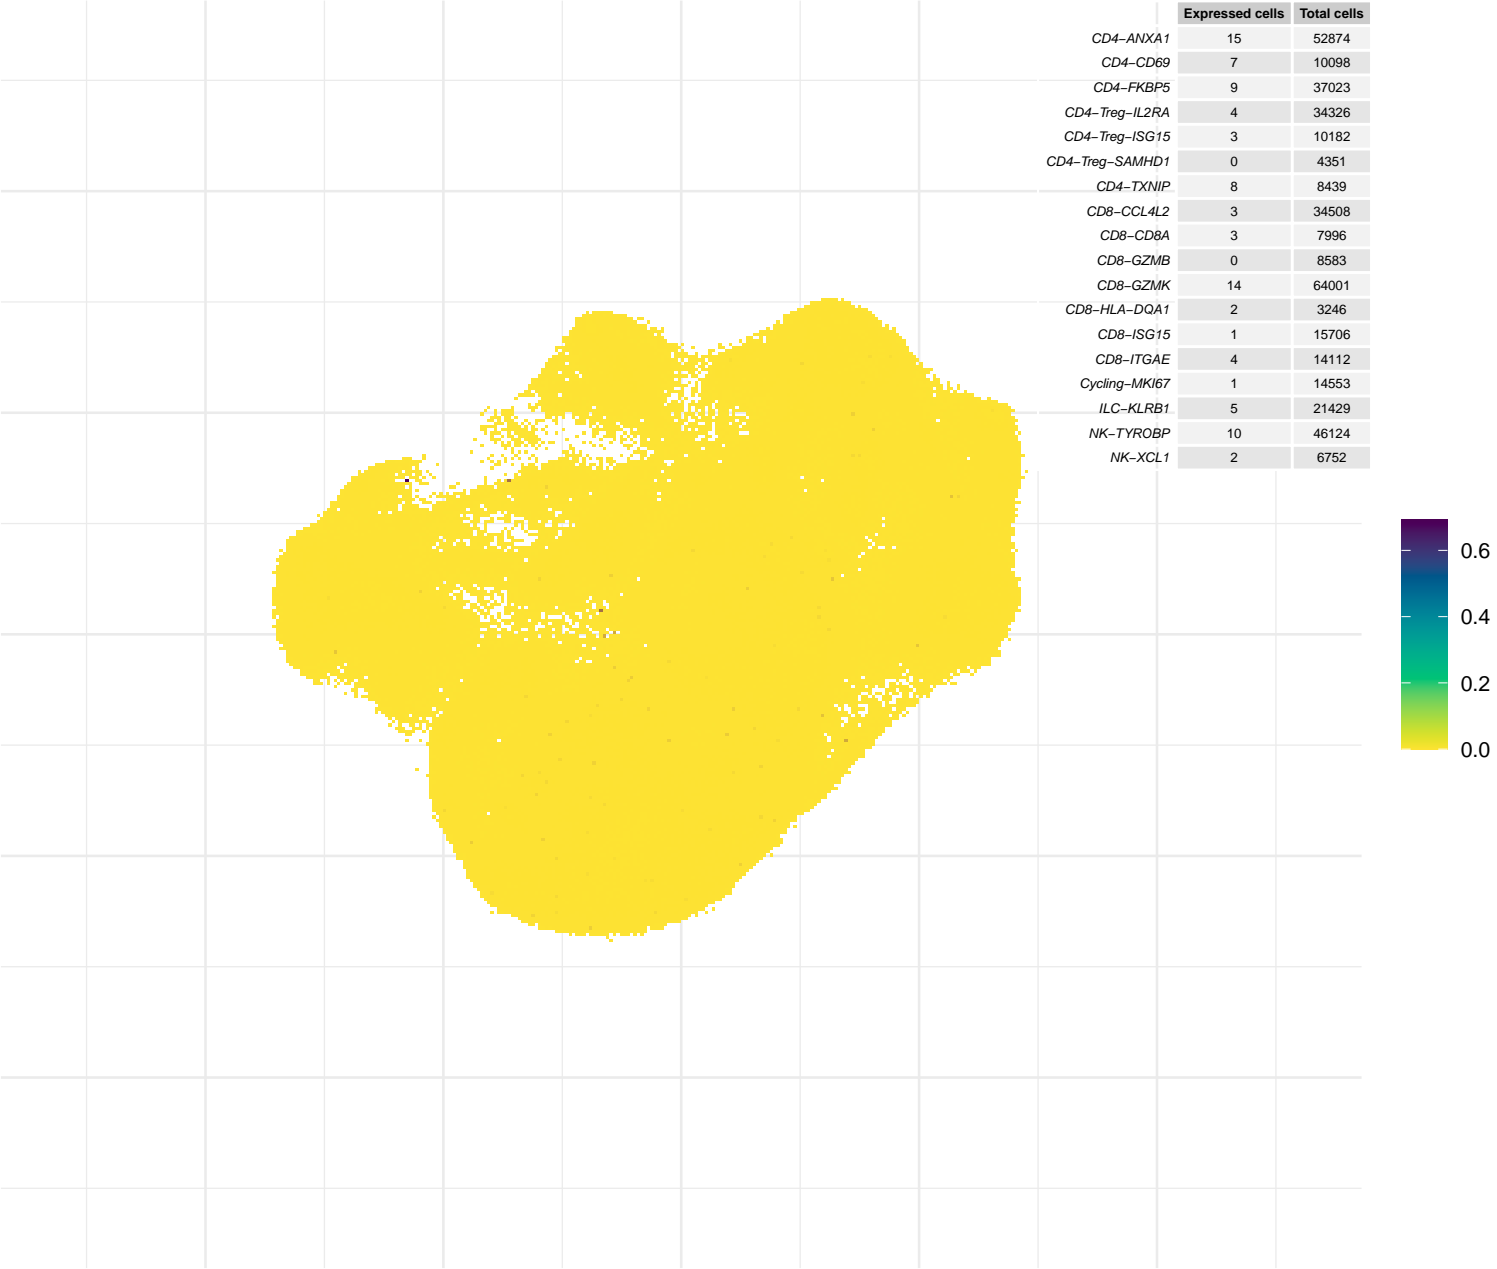 Expressed cells Total cells
CD4−ANXA1 15 52874
CD4−CD69 7 10098
CD4−FKBP5 9 37023
CD4−Treg−IL2RA 4 34326
CD4−Treg−ISG15 3 10182
CD4−Treg−SAMHD1 0 4351
CD4−TXNIP 8 8439
CD8−CCL4L2 3 34508
CD8−CD8A 3 7996
CD8−GZMB 0 8583
CD8−GZMK 14 64001
CD8−HLA−DQA1 2 3246
CD8−ISG15 1 15706
CD8−ITGAE 4 14112
Cycling−MKI67 1 14553
ILC−KLRB1 5 21429
NK−TYROBP 10 46124
NK−XCL1 2 6752
0.6
0.4
0.2
0.0